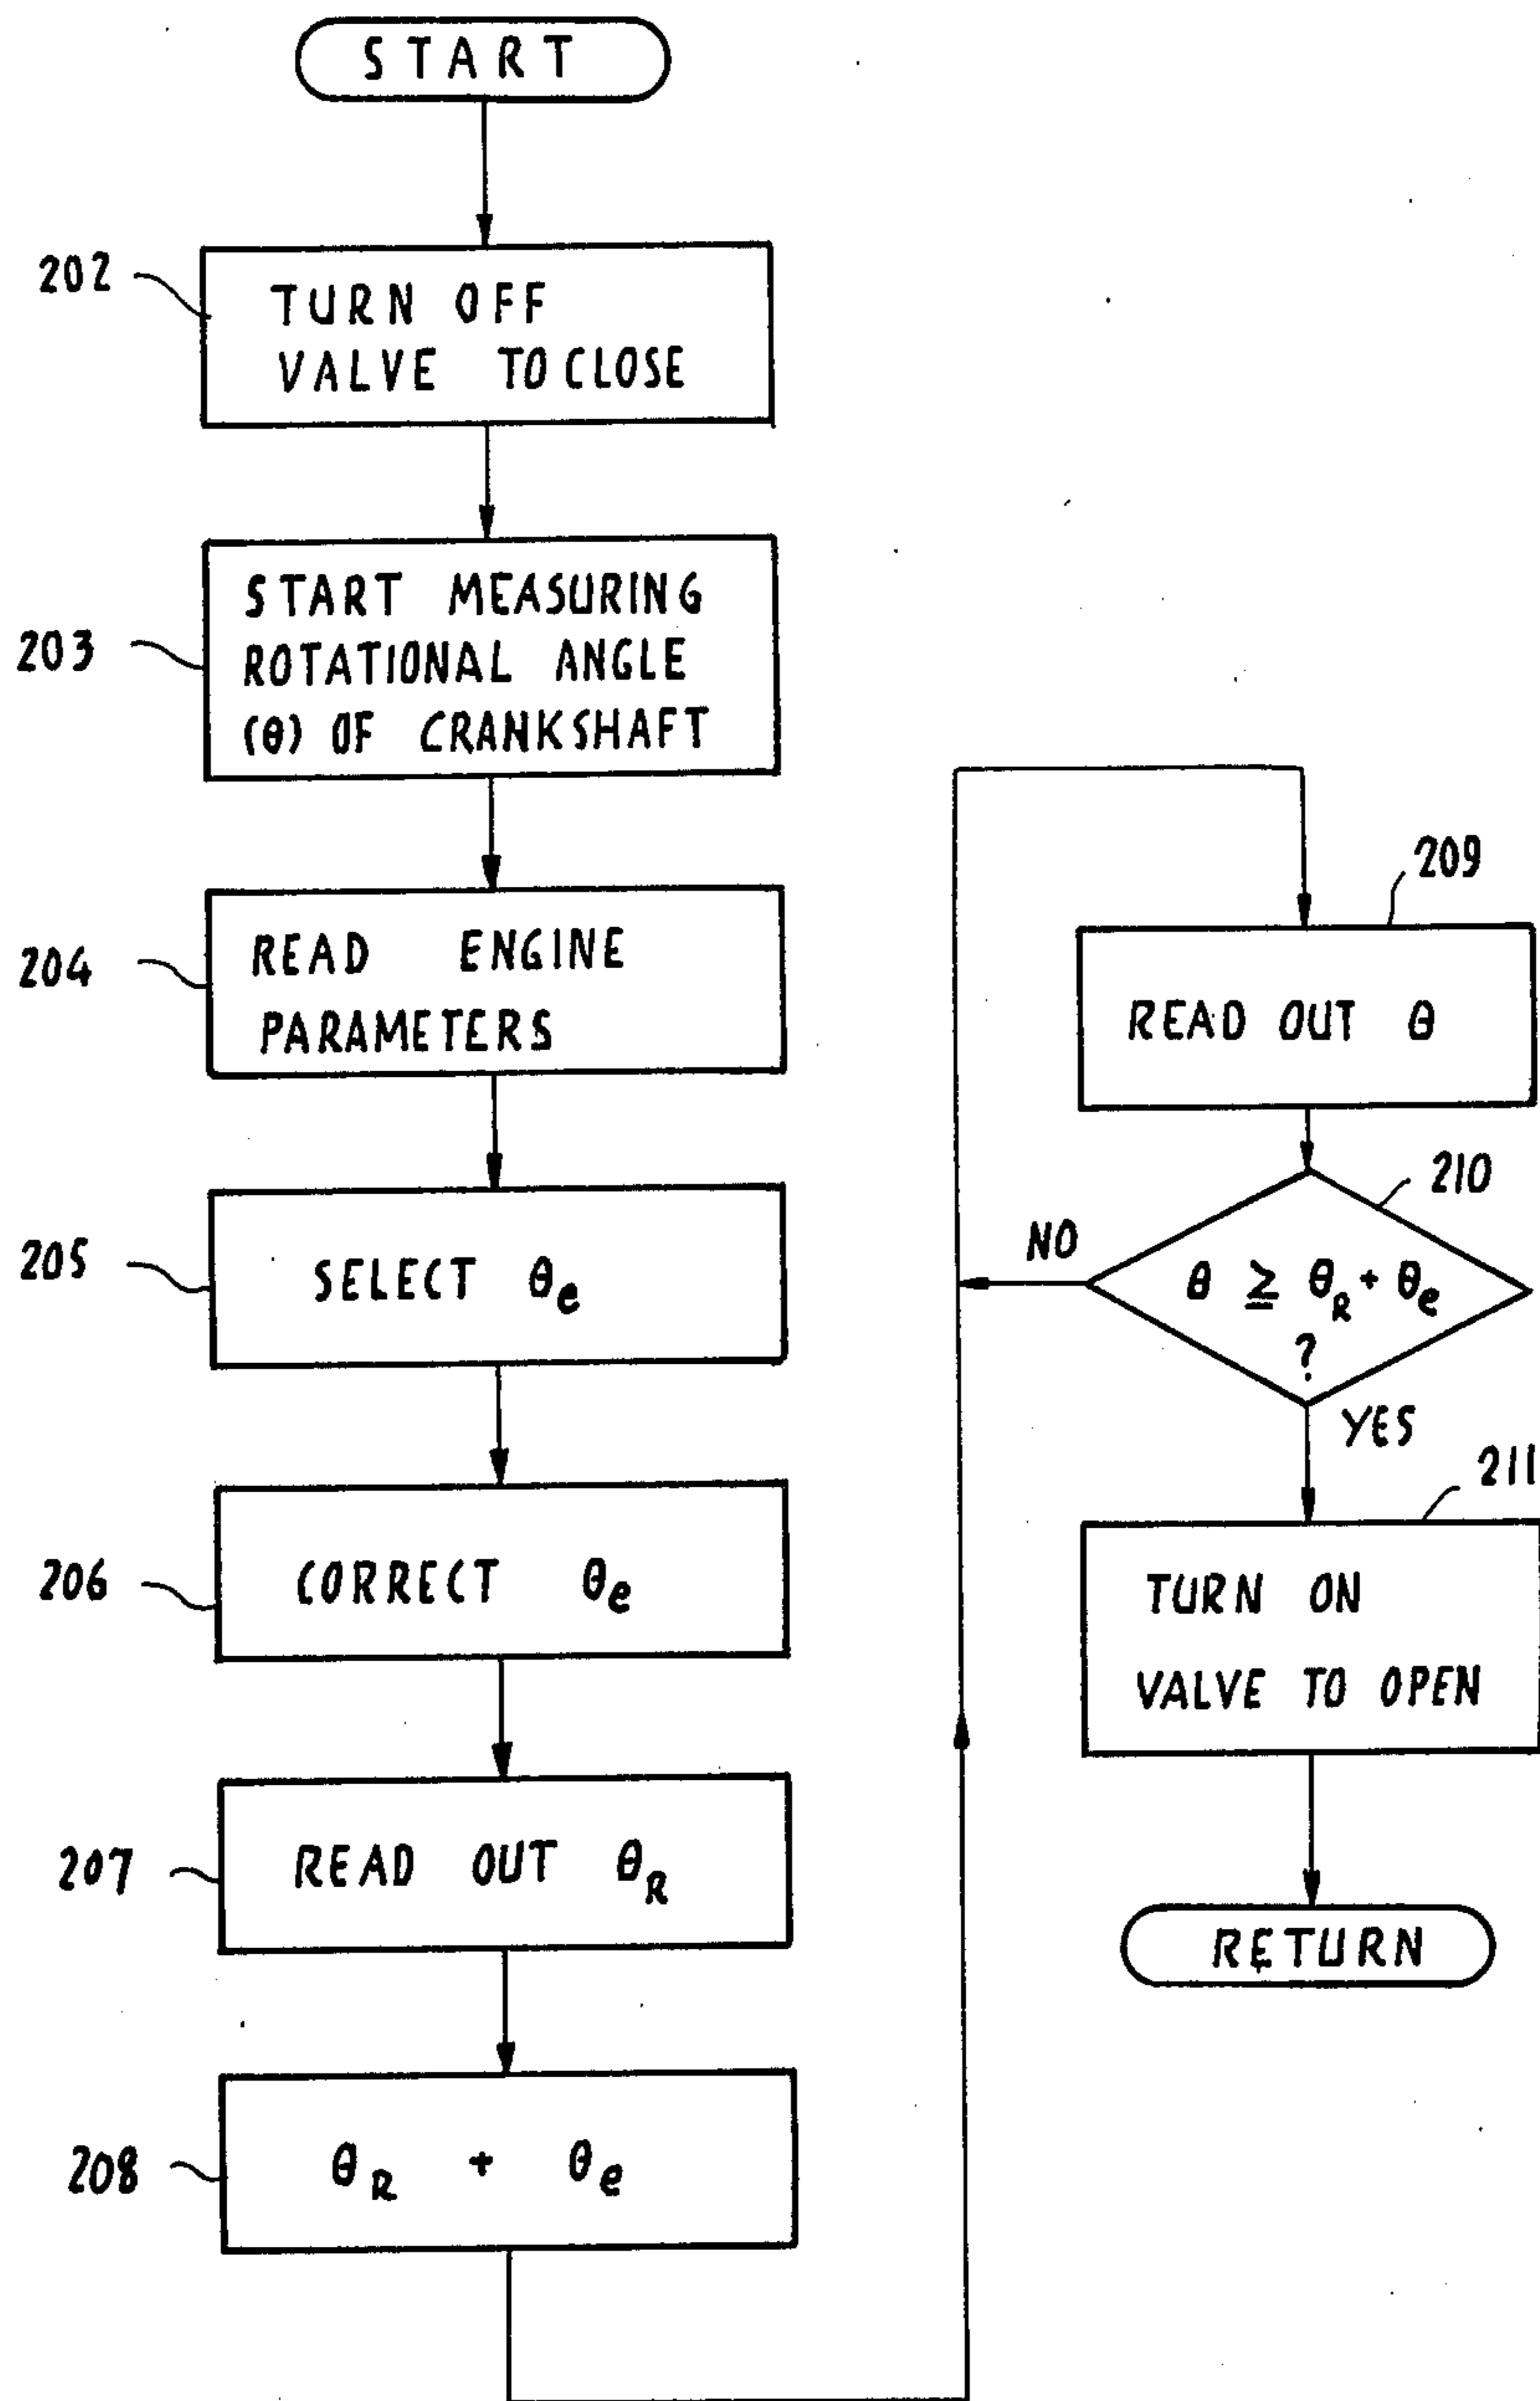 START
202
TURN OFF
VALVE TO CLOSE
203
START MEASURING
ROTATIONAL ANGLE
(θ) OF CRANKSHAFT
204
READ ENGINE
PARAMETERS
205
SELECT θe
206
CORRECT θe
207
READ OUT θR
208
θR + θe
209
READ OUT θ
210
NO
θ ≧ θR + θe
?
YES
211
TURN ON
VALVE TO OPEN
RETURN